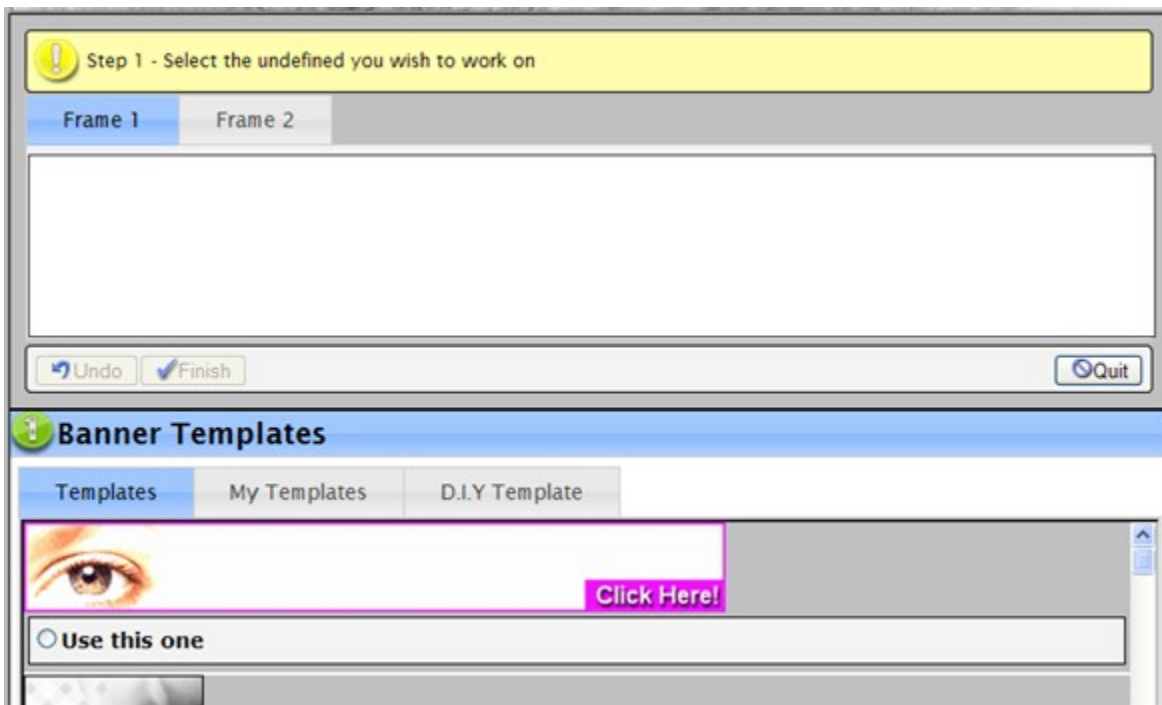 Step 1 - Select the undefined you wish to work on
Frame 1 Frame 2
Undo Finish Quit
1 Banner Templates
Templates My Templates D.I.Y Template
Click Here!
Use this one